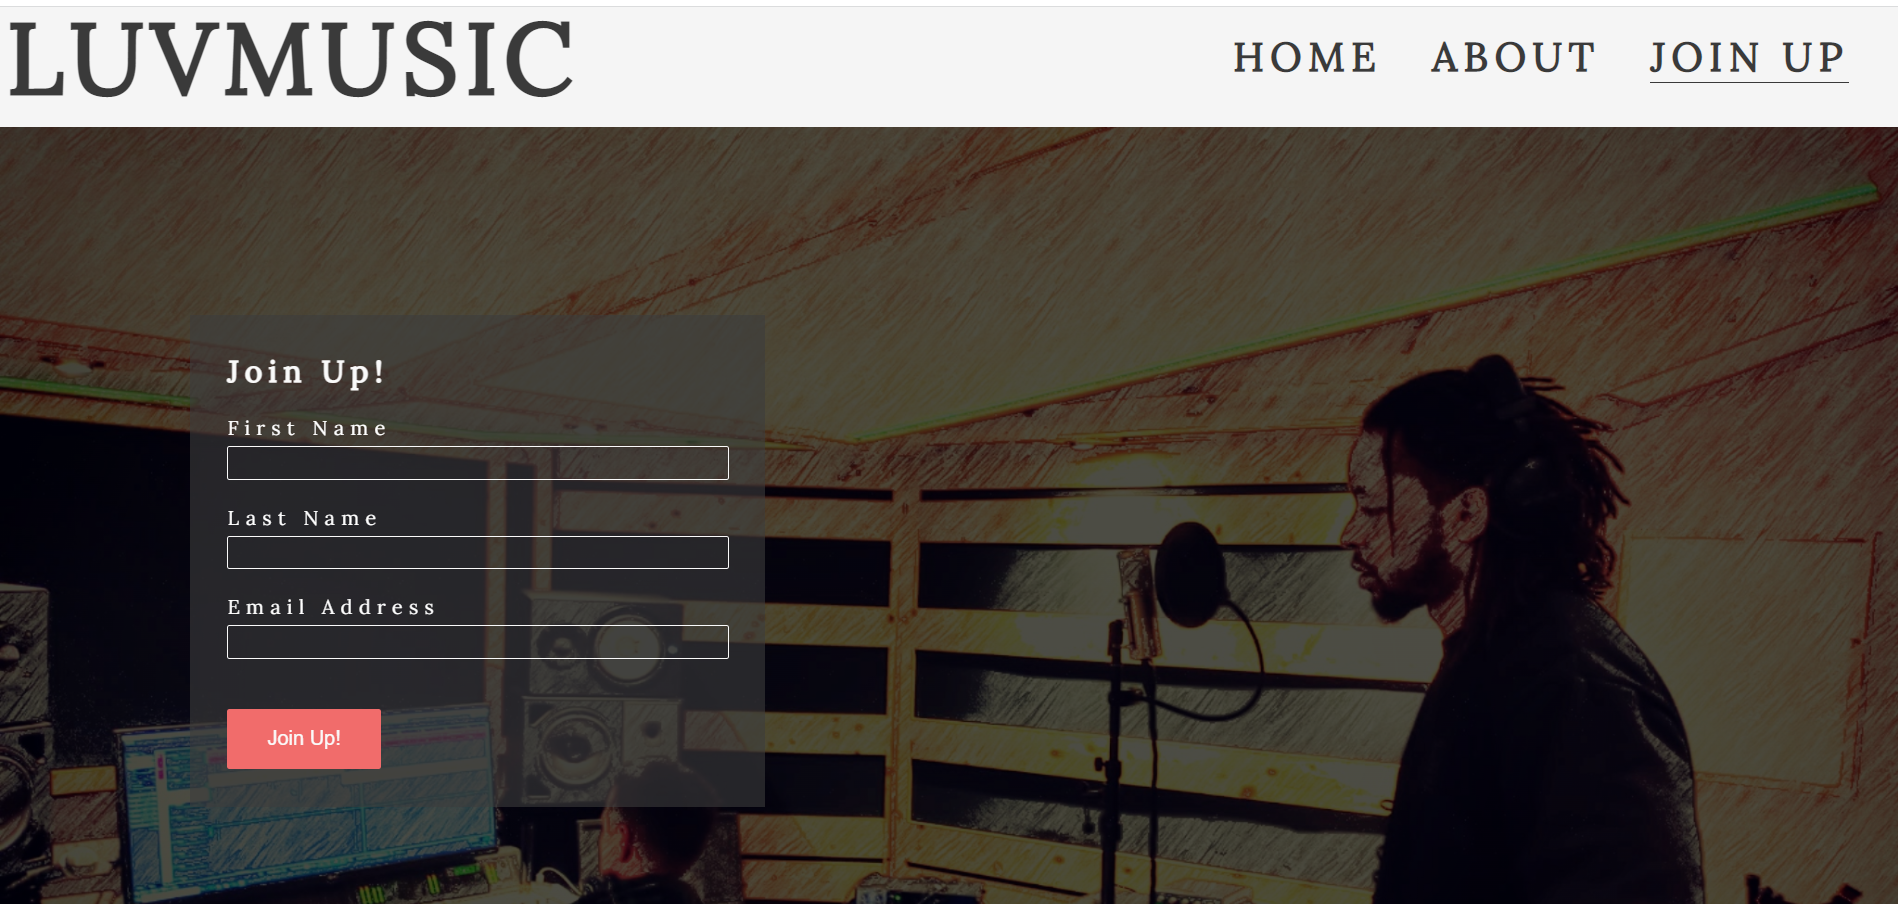 LUVMUSIC
HOME ABOUT JOIN UP
Join Up!
First Name
Last Name
Email Address
Join Up!